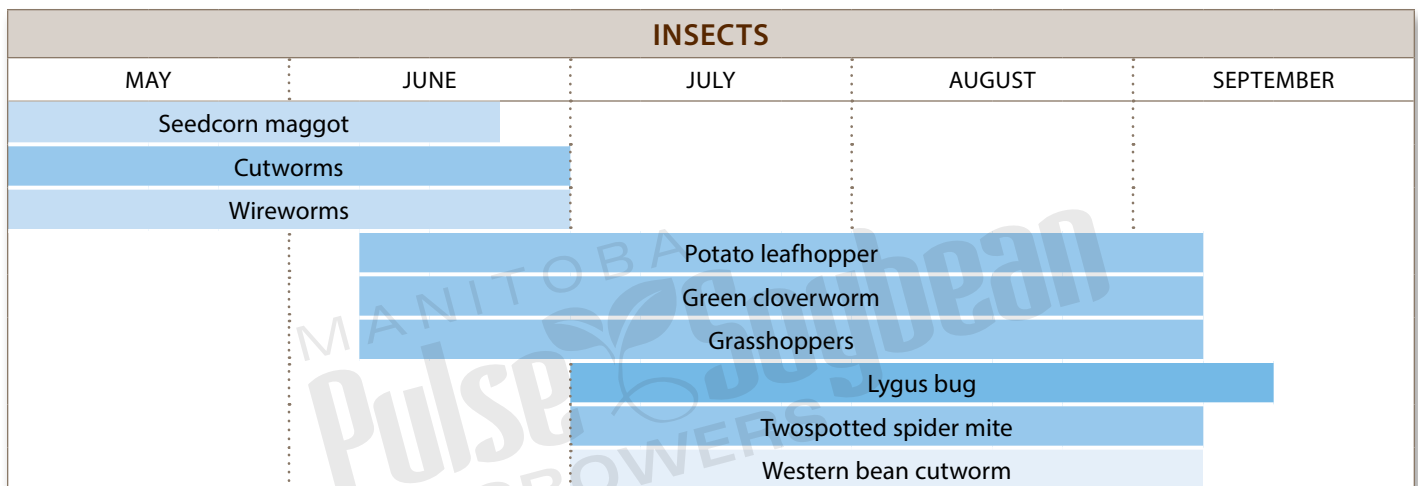 INSECTS
MAY JUNE JULY AUGUST SEPTEMBER
Seedcorn maggot
Cutworms
Wireworms
Potato leafhopper
Green cloverworm
Grasshoppers
Lygus bug
Twospotted spider mite
Western bean cutworm
MANITOBA
Pulse Soybean
GROWERS